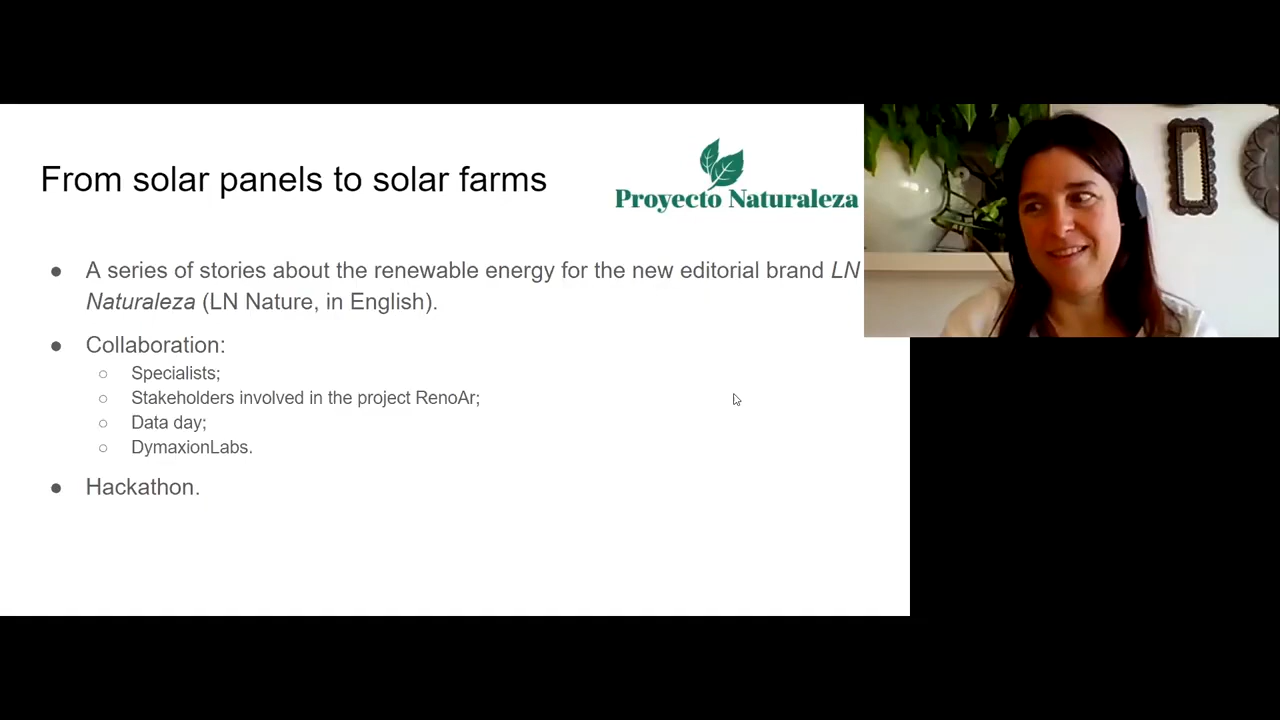 From solar panels to solar farms
Proyecto Naturaleza
● A series of stories about the renewable energy for the new editorial brand LN
Naturaleza (LN Nature, in English).
● Collaboration:
○ Specialists;
○ Stakeholders involved in the project RenoAr;
○ Data day;
○ DymaxionLabs.
● Hackathon.